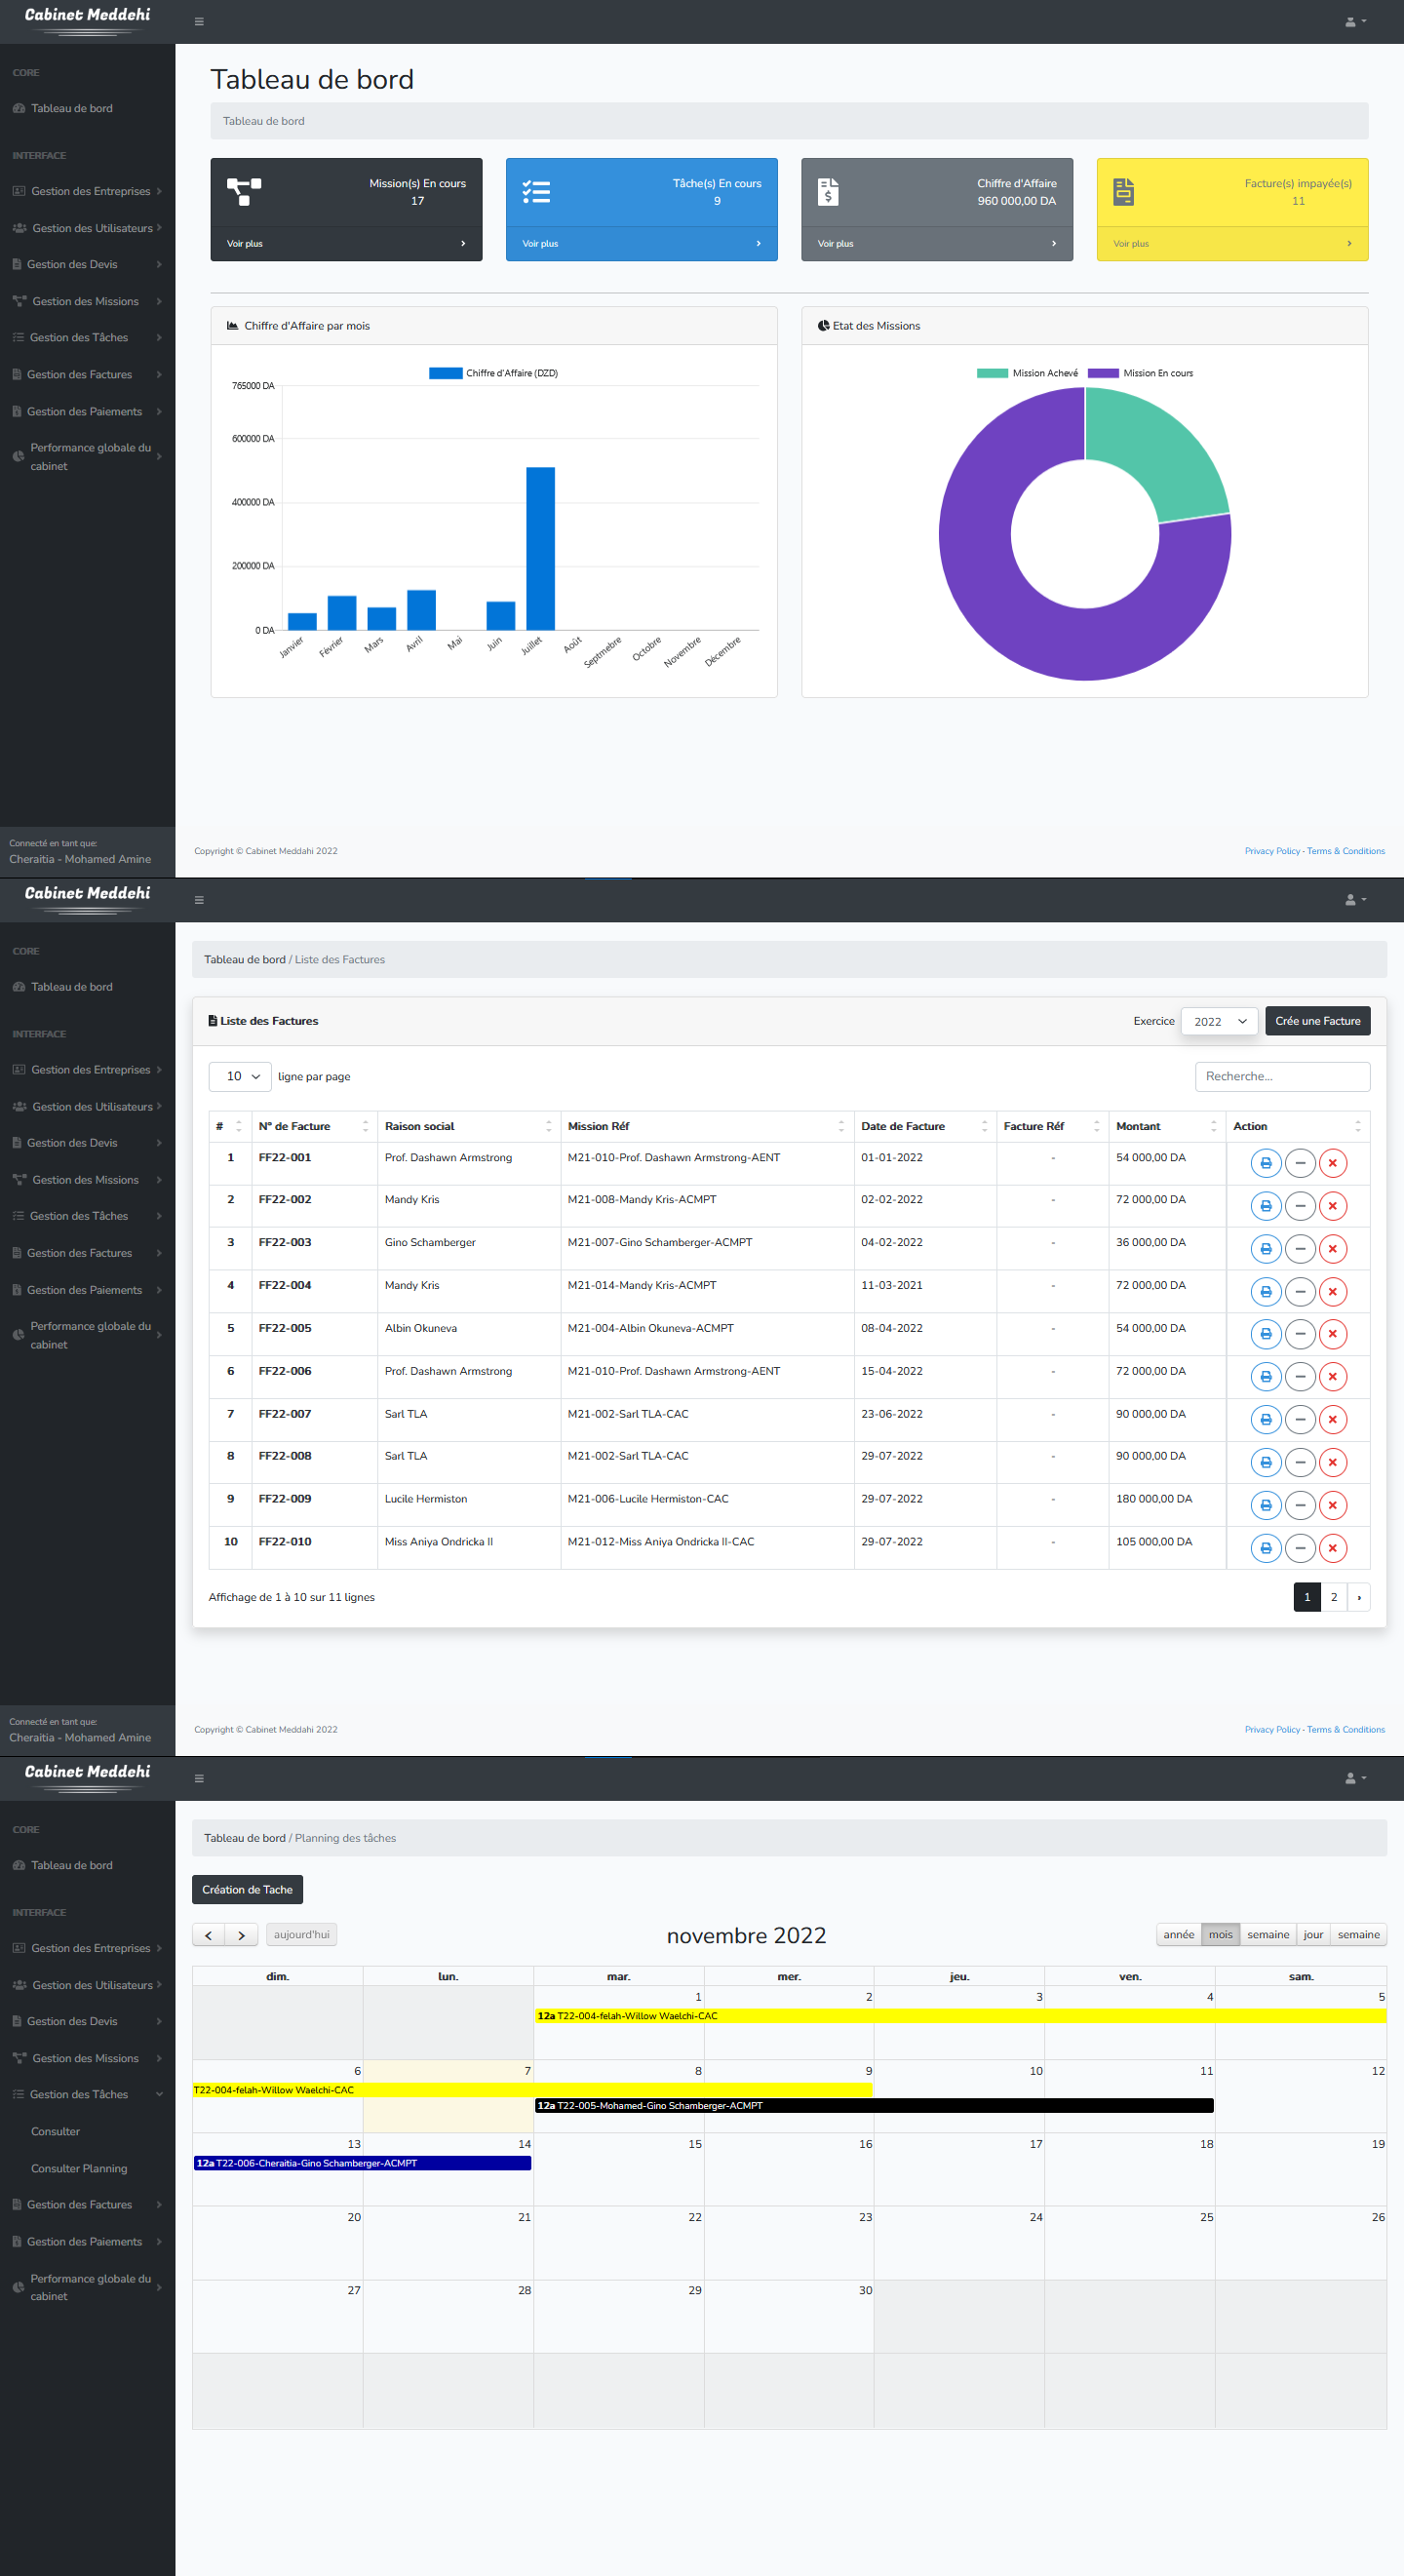 Cabinet Meddehi
CORE
Tableau de bord
INTERFACE
Gestion des Entreprises
Gestion des Utilisateurs
Gestion des Devis
Gestion des Missions
Gestion des Tâches
Gestion des Factures
Gestion des Paiements
Performance globale du
cabinet
Connecté en tant que:
Cheraitia - Mohamed Amine
Tableau de bord
Tableau de bord
Mission(s) En cours
17
Voir plus
Tâche(s) En cours
9
Voir plus
Chiffre d'Affaire
960 000,00 DA
Voir plus
Facture(s) impayée(s)
11
Voir plus
Chiffre d'Affaire par mois
Chiffre d'Affaire (DZD)
765000 DA
600000 DA
400000 DA
200000 DA
0 DA
Janvier Février Mars Avril Mai Juin Juillet Août Septmebre Octobre Novembre Décembre
Etat des Missions
Mission Achevé Mission En cours
Copyright © Cabinet Meddahi 2022
Privacy Policy · Terms & Conditions
Cabinet Meddehi
CORE
Tableau de bord
INTERFACE
Gestion des Entreprises
Gestion des Utilisateurs
Gestion des Devis
Gestion des Missions
Gestion des Tâches
Gestion des Factures
Gestion des Paiements
Performance globale du
cabinet
Connecté en tant que:
Cheraitia - Mohamed Amine
Tableau de bord / Liste des Factures
Liste des Factures
Exercice 2022 Crée une Facture
10 ligne par page
Recherche...
# N° de Facture Raison social Mission Réf Date de Facture Facture Réf Montant Action
1 FF22-001 Prof. Dashawn Armstrong M21-010-Prof. Dashawn Armstrong-AENT 01-01-2022 - 54 000,00 DA
2 FF22-002 Mandy Kris M21-008-Mandy Kris-ACMPT 02-02-2022 - 72 000,00 DA
3 FF22-003 Gino Schamberger M21-007-Gino Schamberger-ACMPT 04-02-2022 - 36 000,00 DA
4 FF22-004 Mandy Kris M21-014-Mandy Kris-ACMPT 11-03-2021 - 72 000,00 DA
5 FF22-005 Albin Okuneva M21-004-Albin Okuneva-ACMPT 08-04-2022 - 54 000,00 DA
6 FF22-006 Prof. Dashawn Armstrong M21-010-Prof. Dashawn Armstrong-AENT 15-04-2022 - 72 000,00 DA
7 FF22-007 Sarl TLA M21-002-Sarl TLA-CAC 23-06-2022 - 90 000,00 DA
8 FF22-008 Sarl TLA M21-002-Sarl TLA-CAC 29-07-2022 - 90 000,00 DA
9 FF22-009 Lucile Hermiston M21-006-Lucile Hermiston-CAC 29-07-2022 - 180 000,00 DA
10 FF22-010 Miss Aniya Ondricka II M21-012-Miss Aniya Ondricka II-CAC 29-07-2022 - 105 000,00 DA
Affichage de 1 à 10 sur 11 lignes
1 2 ›
Copyright © Cabinet Meddahi 2022
Privacy Policy · Terms & Conditions
Cabinet Meddehi
CORE
Tableau de bord
INTERFACE
Gestion des Entreprises
Gestion des Utilisateurs
Gestion des Devis
Gestion des Missions
Gestion des Tâches
Consulter
Consulter Planning
Gestion des Factures
Gestion des Paiements
Performance globale du
cabinet
Tableau de bord / Planning des tâches
Création de Tache
aujourd'hui
novembre 2022
année mois semaine jour semaine
dim. lun. mar. mer. jeu. ven. sam.
1 2 3 4 5
12a T22-004-felah-Willow Waelchi-CAC
6 7 8 9 10 11 12
T22-004-felah-Willow Waelchi-CAC
12a T22-005-Mohamed-Gino Schamberger-ACMPT
13 14 15 16 17 18 19
12a T22-006-Cheraitia-Gino Schamberger-ACMPT
20 21 22 23 24 25 26
27 28 29 30